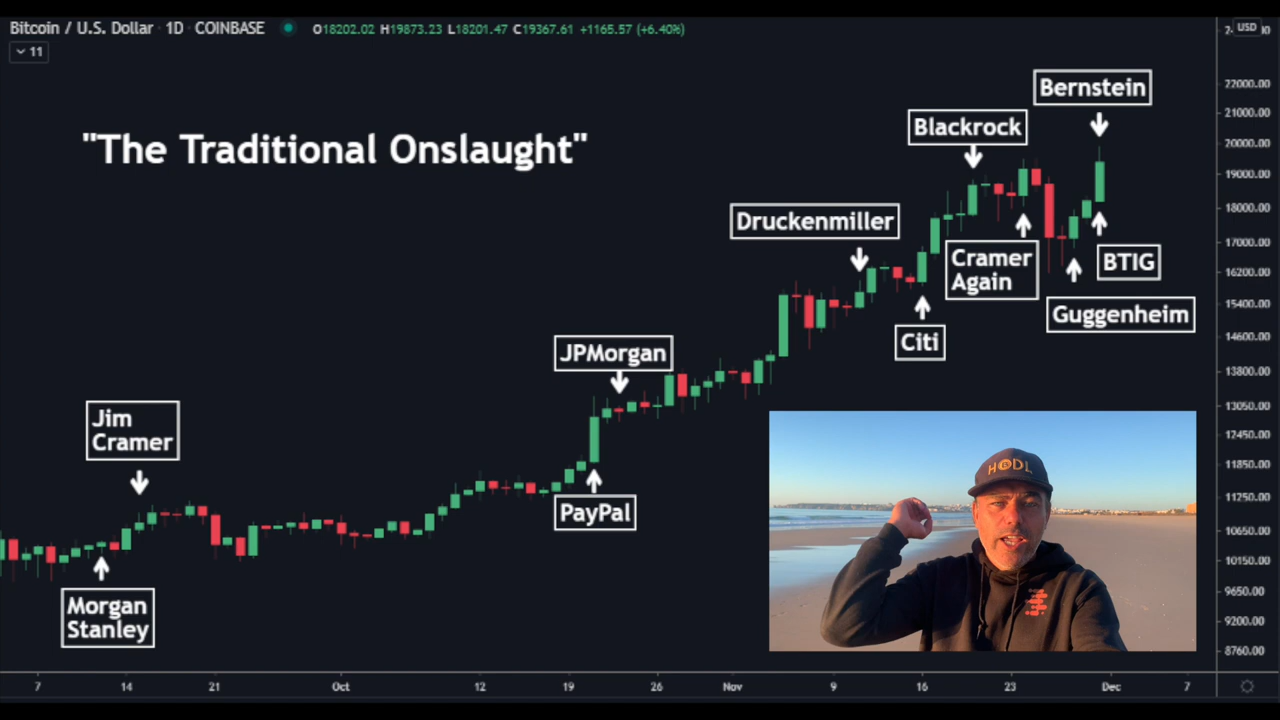 Bitcoin / U.S. Dollar · 1D · COINBASE O18202.02 H19873.23 L18201.47 C19367.61 +1165.57 (+6.40%)
11
USD
"The Traditional Onslaught"
Bernstein
Blackrock
Druckenmiller
Cramer
Again
BTIG
Guggenheim
Citi
JPMorgan
PayPal
Jim
Cramer
Morgan
Stanley
HODL
22000.00
21000.00
20000.00
19000.00
18000.00
17000.00
16200.00
15400.00
14600.00
13800.00
13050.00
12450.00
11850.00
11250.00
10650.00
10150.00
9650.00
9200.00
8760.00
7 14 21 Oct 12 19 26 Nov 9 16 23 Dec 7